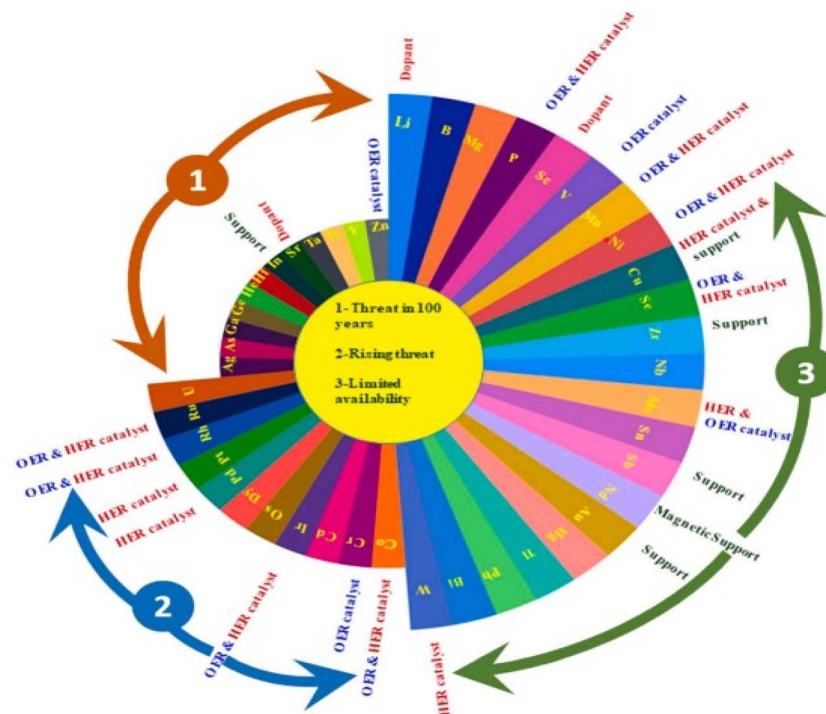 1- Threat in 100
years
2-Rising threat
3-Limited
availability
1
2
3
Dopant
OER & HER catalyst
Dopant
OER catalyst
OER & HER catalyst
OER & HER catalyst
HER catalyst &
support
OER &
HER catalyst
Support
HER &
OER catalyst
Support
Magnetic Support
Support
HER catalyst
OER & HER catalyst
OER catalyst
OER & HER catalyst
HER catalyst
HER catalyst
OER & HER catalyst
OER & HER catalyst
Support
Dopant
OER catalyst
Li
B
Mg
P
Sc
V
Mn
Ni
Cu
Se
Zr
Nb
Mo
Sn
Sb
Nd
Au
Hg
Tl
Pb
Bi
W
Co
Cr
Cd
Ir
Os
Dy
Pd
Pt
Rh
Ru
U
Ag
As
Ga
Ge
He
Hf
In
Sr
Ta
Y
Zn